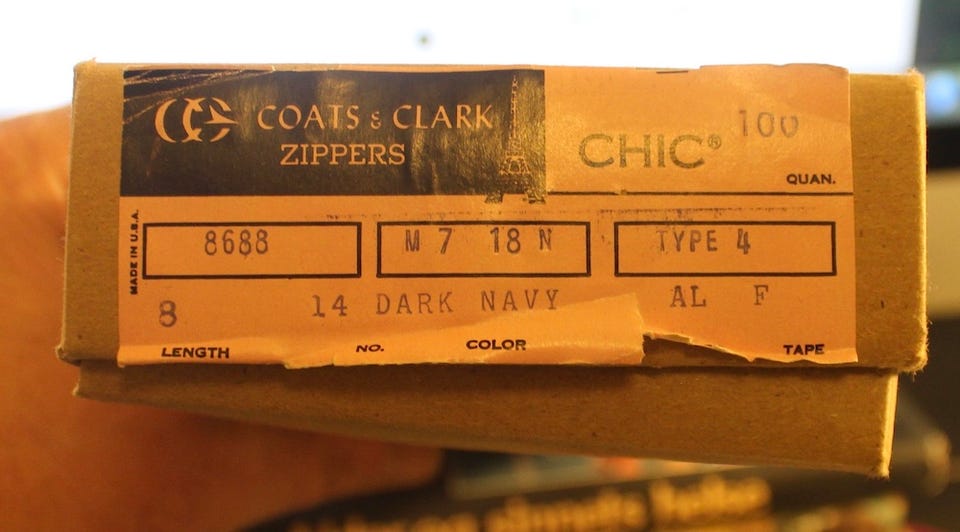 COATS & CLARK
ZIPPERS
CHIC®
100
QUAN.
MADE IN U.S.A.
8688
M 7 18 N
TYPE 4
8 14 DARK NAVY AL F
LENGTH NO. COLOR TAPE